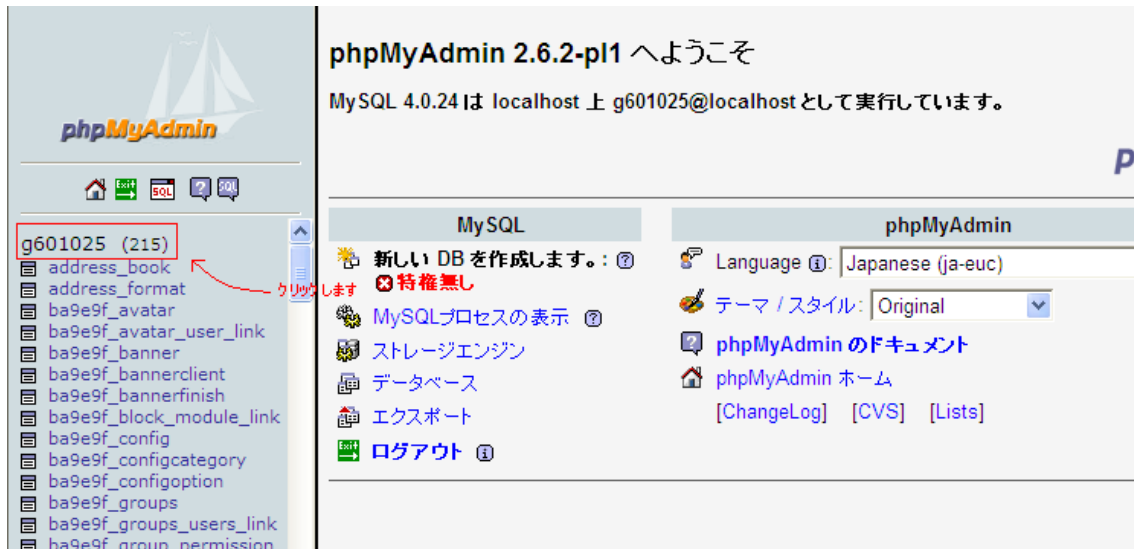 phpMyAdmin
Exit
SQL
?
SQL
g601025 (215)
address_book
address_format
ba9e9f_avatar
ba9e9f_avatar_user_link
ba9e9f_banner
ba9e9f_bannerclient
ba9e9f_bannerfinish
ba9e9f_block_module_link
ba9e9f_config
ba9e9f_configcategory
ba9e9f_configoption
ba9e9f_groups
ba9e9f_groups_users_link
ba9e9f_group_permission
クリックします
phpMyAdmin 2.6.2-pl1 へようこそ
MySQL 4.0.24 は localhost 上 g601025@localhost として実行しています。
P
MySQL
新しい DB を作成します。:
特権無し
MySQLプロセスの表示
ストレージエンジン
データベース
エクスポート
Exit
ログアウト
phpMyAdmin
Language : Japanese (ja-euc)
テーマ / スタイル: Original
phpMyAdmin のドキュメント
phpMyAdmin ホーム
[ChangeLog] [CVS] [Lists]